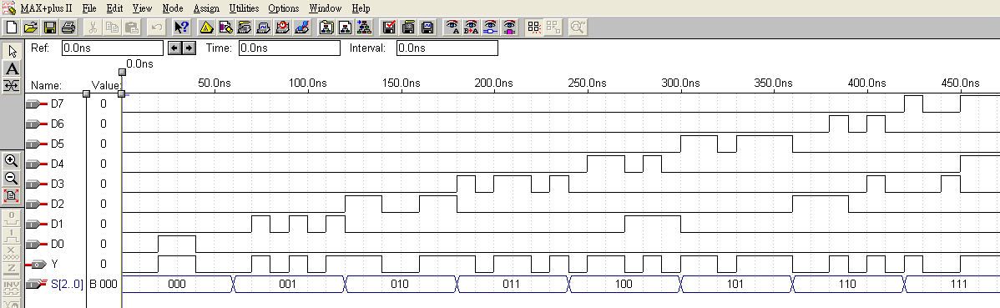 MAX+plus II File Edit View Node Assign Utilities Options Window Help
Ref: 0.0ns Time: 0.0ns Interval: 0.0ns
0.0ns
Name: Value: 50.0ns 100.0ns 150.0ns 200.0ns 250.0ns 300.0ns 350.0ns 400.0ns 450.0ns
D7 0
D6 0
D5 0
D4 0
D3 0
D2 0
D1 0
D0 0
Y 0
S[2..0] B 000 000 001 010 011 100 101 110 111
A
0
1
X
Z
INV